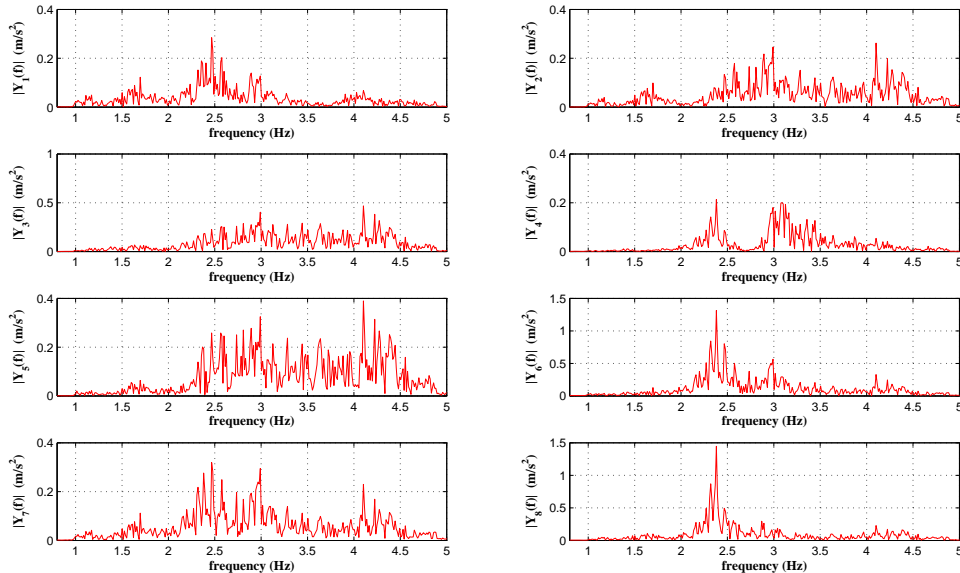 0.4
0.2
0
1 1.5 2 2.5 3 3.5 4 4.5 5
frequency (Hz)
|Y₁(f)| (m/s²)
0.4
0.2
0
1 1.5 2 2.5 3 3.5 4 4.5 5
frequency (Hz)
|Y₂(f)| (m/s²)
1
0.5
0
1 1.5 2 2.5 3 3.5 4 4.5 5
frequency (Hz)
|Y₃(f)| (m/s²)
0.4
0.2
0
1 1.5 2 2.5 3 3.5 4 4.5 5
frequency (Hz)
|Y₄(f)| (m/s²)
0.4
0.2
0
1 1.5 2 2.5 3 3.5 4 4.5 5
frequency (Hz)
|Y₅(f)| (m/s²)
1.5
1
0.5
0
1 1.5 2 2.5 3 3.5 4 4.5 5
frequency (Hz)
|Y₆(f)| (m/s²)
0.4
0.2
0
1 1.5 2 2.5 3 3.5 4 4.5 5
frequency (Hz)
|Y₇(f)| (m/s²)
1.5
1
0.5
0
1 1.5 2 2.5 3 3.5 4 4.5 5
frequency (Hz)
|Y₈(f)| (m/s²)